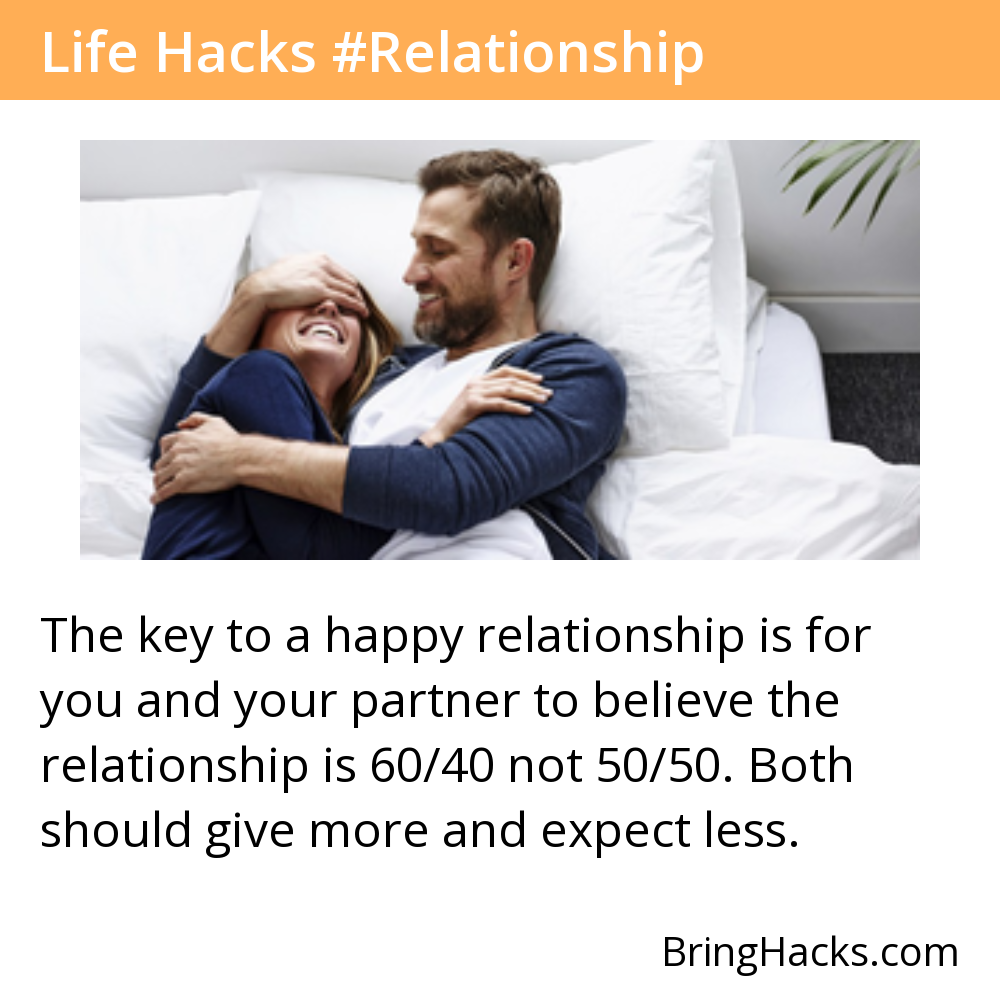 Life Hacks #Relationship
The key to a happy relationship is for
you and your partner to believe the
relationship is 60/40 not 50/50. Both
should give more and expect less.
BringHacks.com